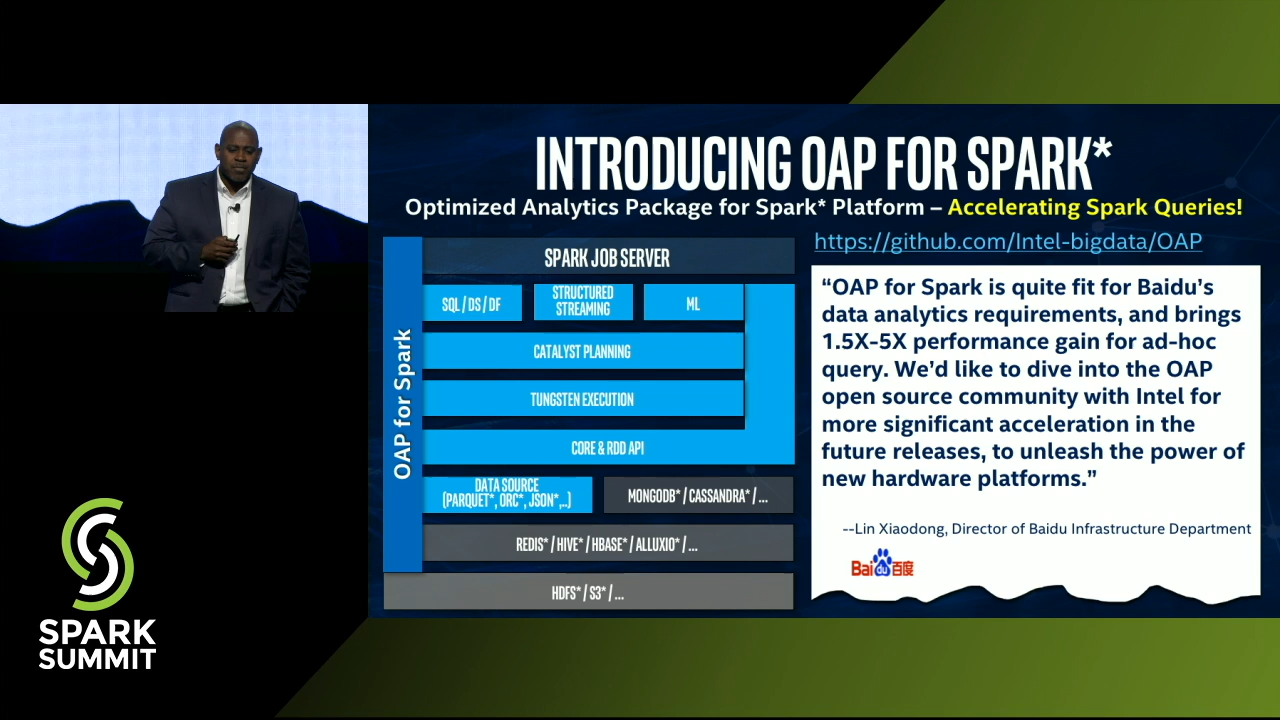 INTRODUCING OAP FOR SPARK*
Optimized Analytics Package for Spark* Platform – Accelerating Spark Queries!
https://github.com/Intel-bigdata/OAP
OAP for Spark
SPARK JOB SERVER
SQL / DS / DF
STRUCTURED
STREAMING
ML
CATALYST PLANNING
TUNGSTEN EXECUTION
CORE & RDD API
DATA SOURCE
(PARQUET*, ORC*, JSON*,..)
MONGODB* / CASSANDRA* / ...
REDIS* / HIVE* / HBASE* / ALLUXIO* / ...
HDFS* / S3* / ...
“OAP for Spark is quite fit for Baidu’s
data analytics requirements, and brings
1.5X-5X performance gain for ad-hoc
query. We’d like to dive into the OAP
open source community with Intel for
more significant acceleration in the
future releases, to unleash the power of
new hardware platforms.”
--Lin Xiaodong, Director of Baidu Infrastructure Department
Baidu百度
SPARK
SUMMIT